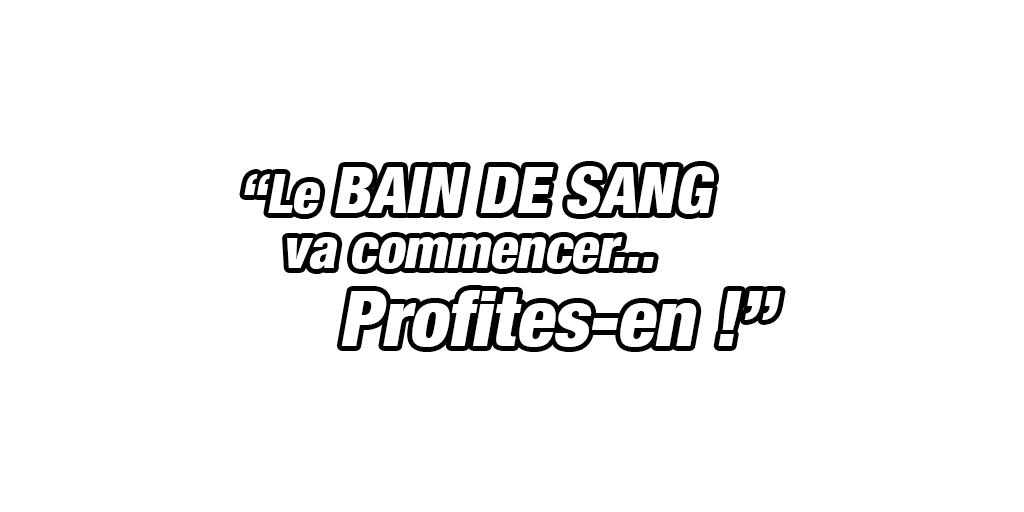 “Le BAIN DE SANG
va commencer...
Profites-en !”